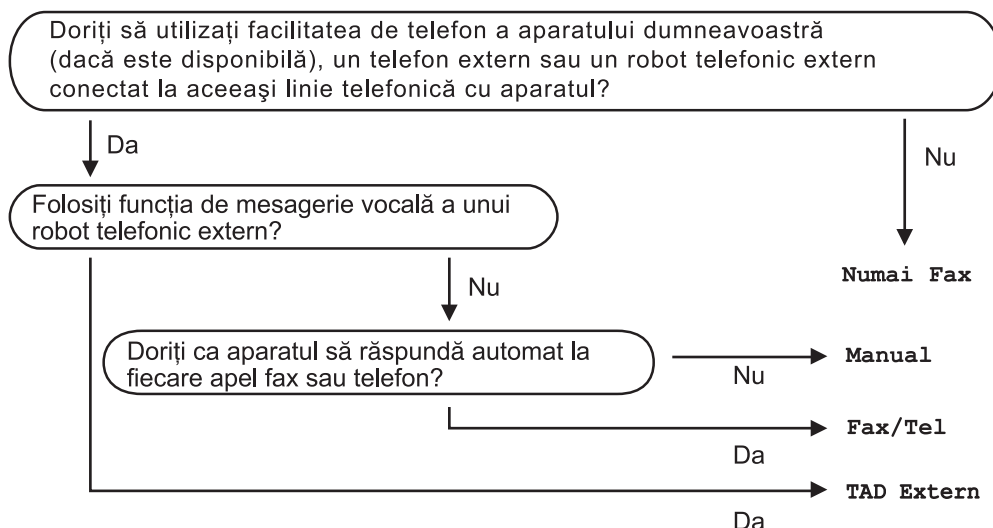 Doriți să utilizați facilitatea de telefon a aparatului dumneavoastră
(dacă este disponibilă), un telefon extern sau un robot telefonic extern
conectat la aceeaşi linie telefonică cu aparatul?
Da
Nu
Folosiți funcția de mesagerie vocală a unui
robot telefonic extern?
Numai Fax
Nu
Doriți ca aparatul să răspundă automat la
fiecare apel fax sau telefon?
Nu
Manual
Da
Fax/Tel
Da
TAD Extern